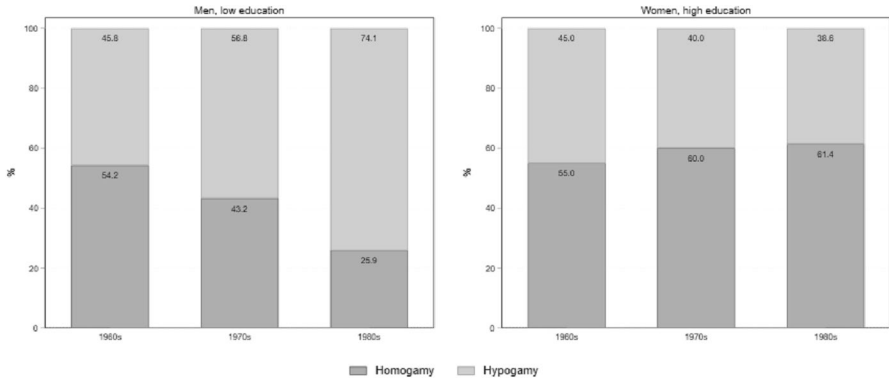 Men, low education
100
80
60
40
20
0
%
45.8
56.8
74.1
54.2
43.2
25.9
1960s
1970s
1980s
Women, high education
100
80
60
40
20
0
%
45.0
40.0
38.6
55.0
60.0
61.4
1960s
1970s
1980s
Homogamy
Hypogamy